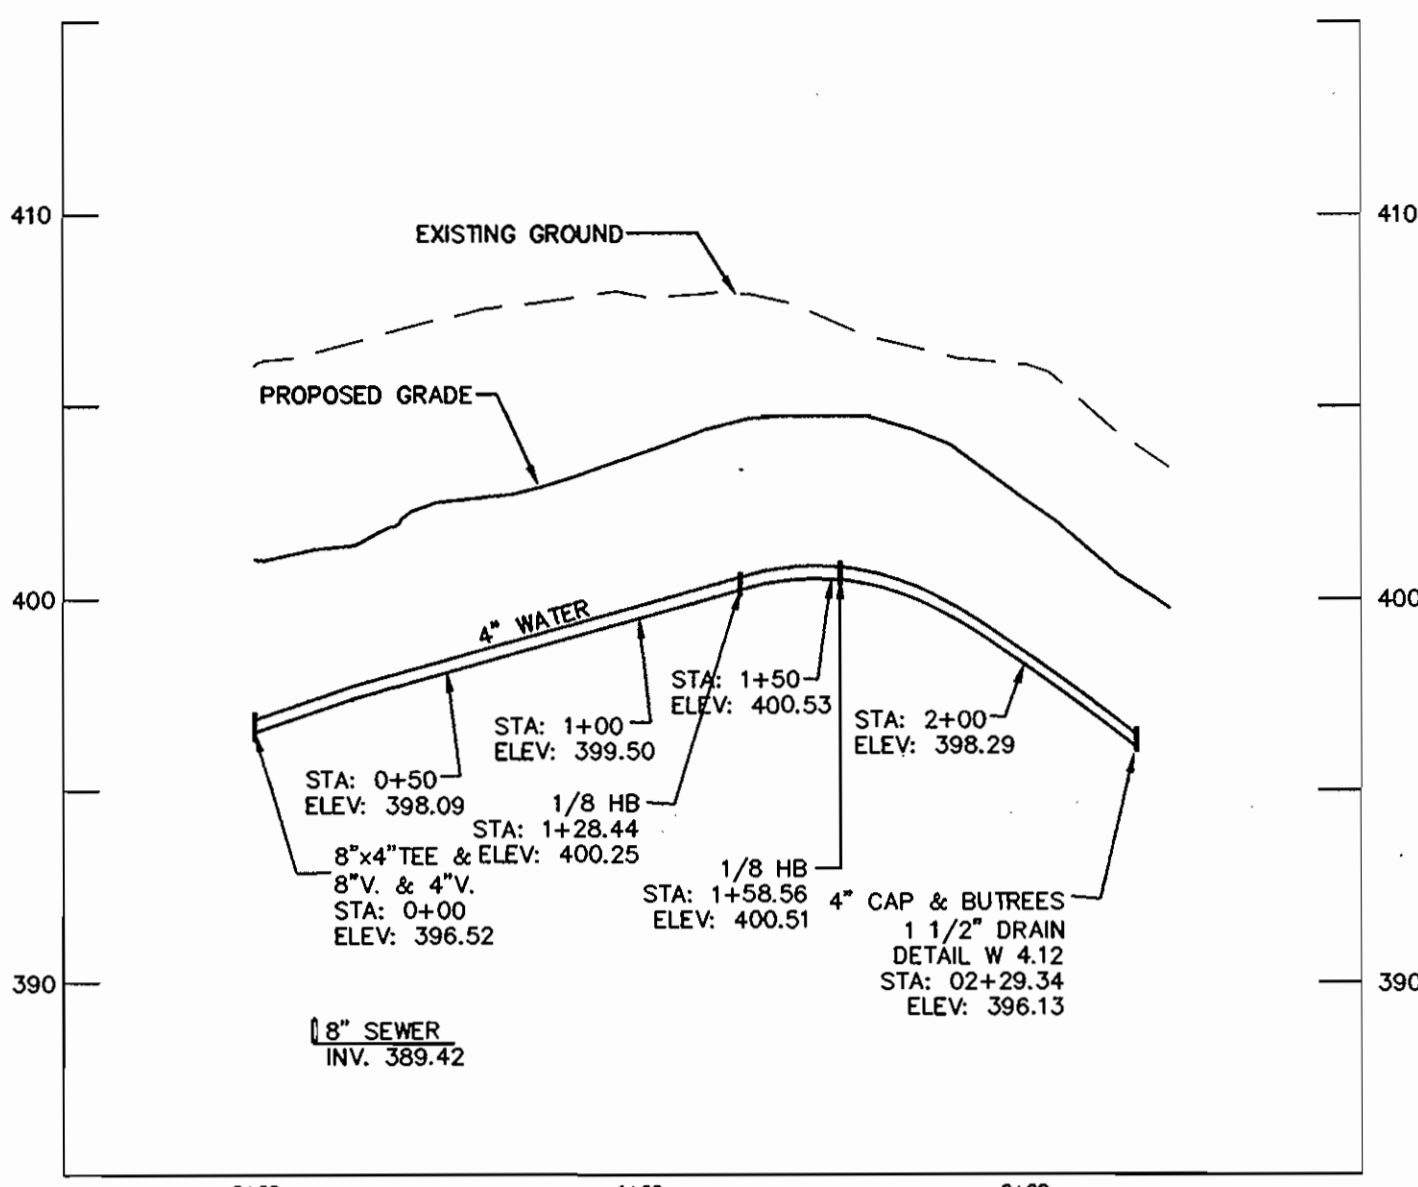 410
410
EXISTING GROUND
PROPOSED GRADE
400
400
4" WATER
STA: 1+50
ELEV: 400.53
STA: 1+00
ELEV: 399.50
STA: 2+00
ELEV: 398.29
STA: 0+50
ELEV: 398.09
1/8 HB
STA: 1+28.44
ELEV: 400.25
8"x4"TEE &
8"V. & 4"V.
STA: 0+00
ELEV: 396.52
1/8 HB
STA: 1+58.56
ELEV: 400.51
4" CAP & BUTREES
1 1/2" DRAIN
DETAIL W 4.12
STA: 02+29.34
ELEV: 396.13
390
390
8" SEWER
INV. 389.42